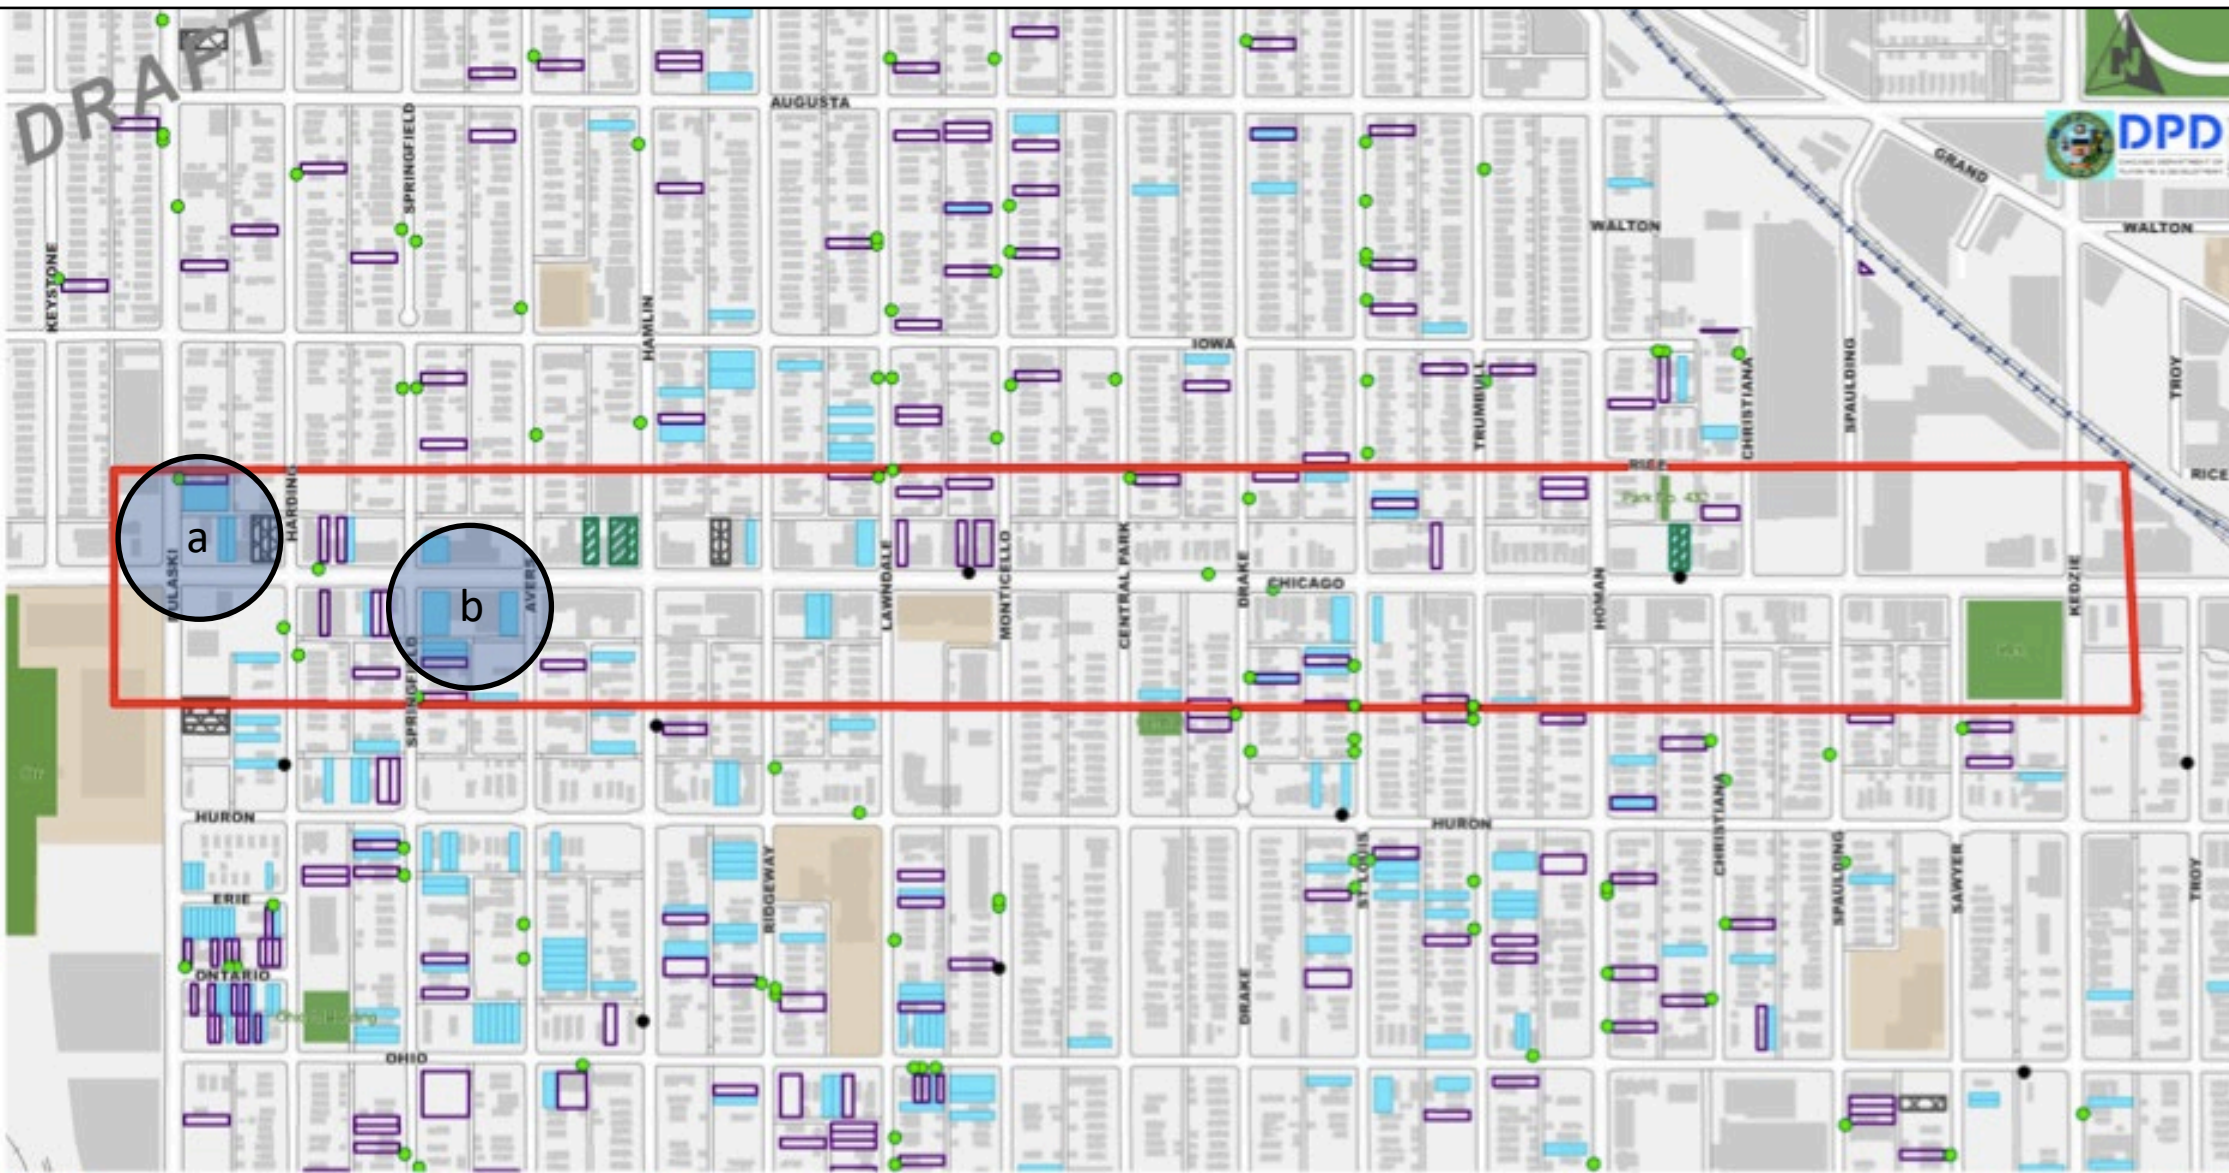 DRAFT
AUGUSTA
SPRINGFIELD
GRAND
DPD
WALTON
WALTON
KEYSTONE
HAMLIN
IOWA
SPAULDING
TROY
TRUMBULL
CHRISTIANA
RICE
RICE
HARDING
a
PULASKI
b
AVERS
LAWNDALE
MONTICELLO
CENTRAL PARK
DRAKE
CHICAGO
HOMAN
KEDZIE
SPRINGFIELD
HURON
HURON
CHRISTIANA
ST LOUIS
RIDGEWAY
SPAULDING
SAWYER
TROY
ERIE
ONTARIO
DRAKE
OHIO